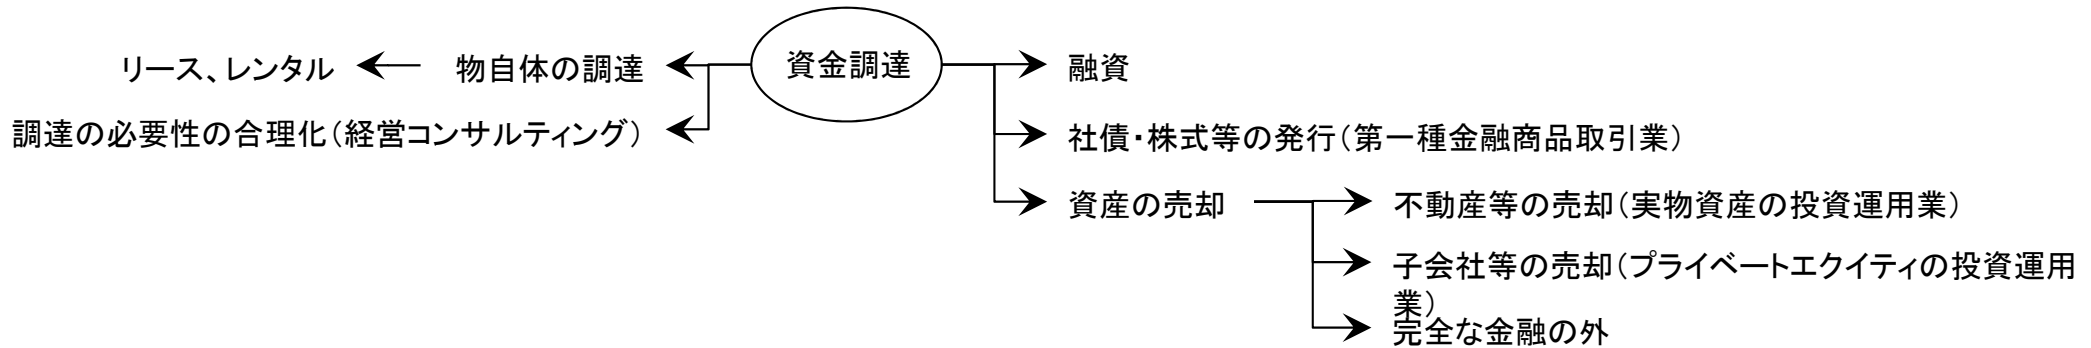 資金調達
リース、レンタル
物自体の調達
調達の必要性の合理化（経営コンサルティング）
融資
社債・株式等の発行（第一種金融商品取引業）
資産の売却
不動産等の売却（実物資産の投資運用業）
子会社等の売却（プライベートエクイティの投資運用
業）
完全な金融の外